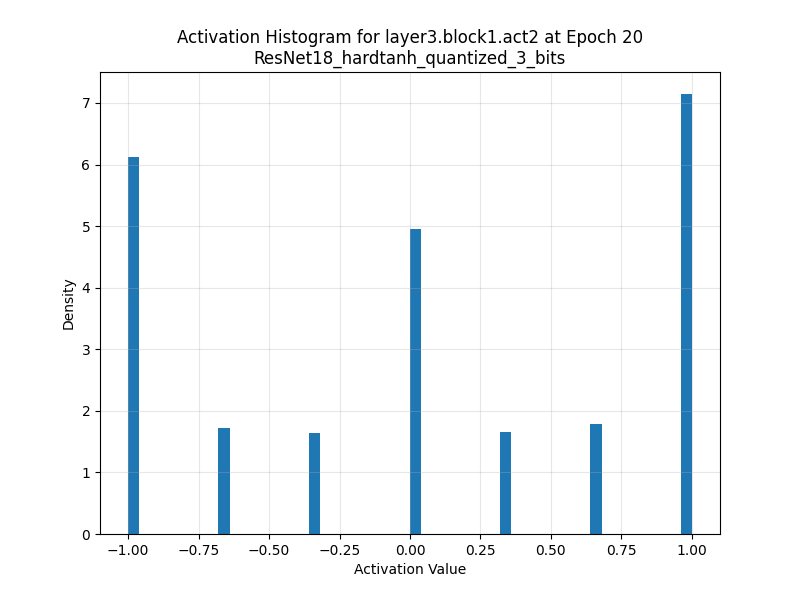 Activation Histogram for layer3.block1.act2 at Epoch 20
ResNet18_hardtanh_quantized_3_bits
7
6
5
4
3
2
1
0
Density
−1.00 −0.75 −0.50 −0.25 0.00 0.25 0.50 0.75 1.00
Activation Value